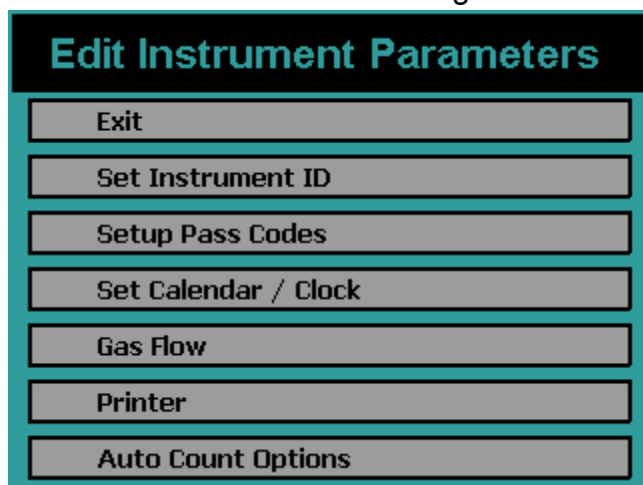 Edit Instrument Parameters
Exit
Set Instrument ID
Setup Pass Codes
Set Calendar / Clock
Gas Flow
Printer
Auto Count Options